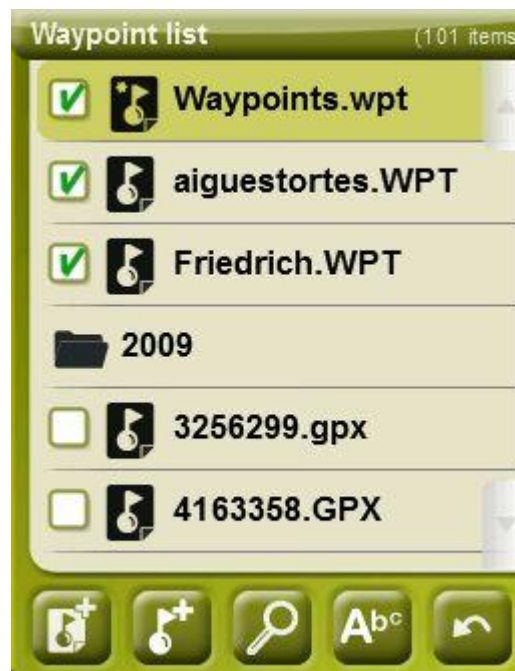 Waypoint list (101 items
Waypoints.wpt
aiguestortes.WPT
Friedrich.WPT
2009
3256299.gpx
4163358.GPX
Abc